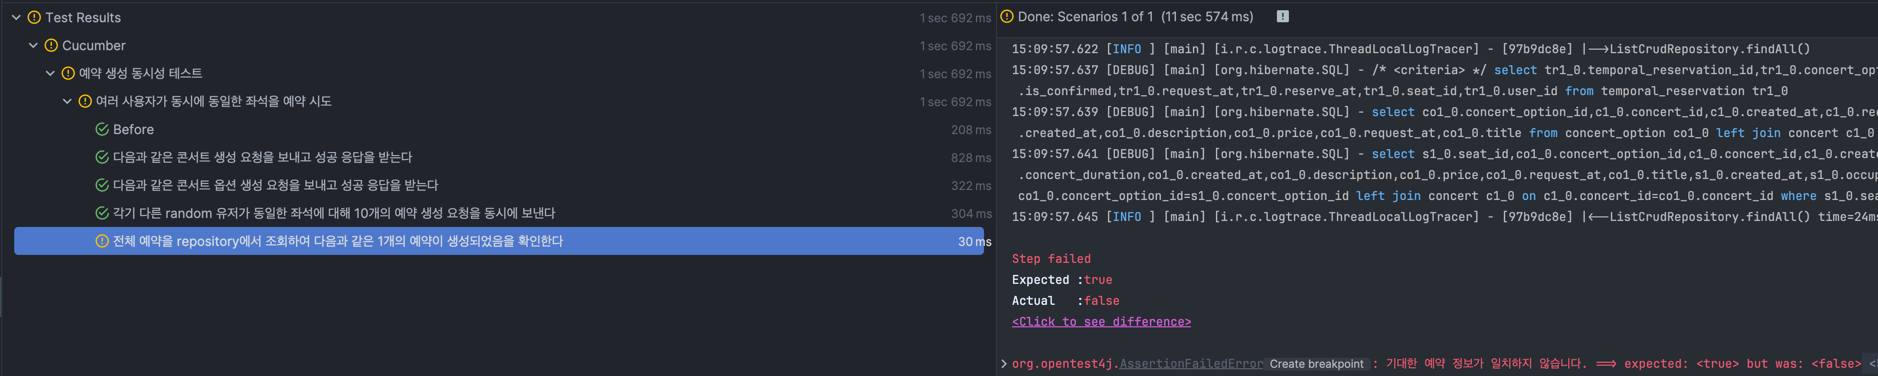 Test Results 1 sec 692 ms
Cucumber 1 sec 692 ms
예약 생성 동시성 테스트 1 sec 692 ms
여러 사용자가 동시에 동일한 좌석을 예약 시도 1 sec 692 ms
Before 208 ms
다음과 같은 콘서트 생성 요청을 보내고 성공 응답을 받는다 828 ms
다음과 같은 콘서트 옵션 생성 요청을 보내고 성공 응답을 받는다 322 ms
각기 다른 random 유저가 동일한 좌석에 대해 10개의 예약 생성 요청을 동시에 보낸다 304 ms
전체 예약을 repository에서 조회하여 다음과 같은 1개의 예약이 생성되었음을 확인한다 30 ms
Done: Scenarios 1 of 1 (11 sec 574 ms)
15:09:57.622 [INFO ] [main] [i.r.c.logtrace.ThreadLocalLogTracer] - [97b9dc8e] |-->ListCrudRepository.findAll()
15:09:57.637 [DEBUG] [main] [org.hibernate.SQL] - /* <criteria> */ select tr1_0.temporal_reservation_id,tr1_0.concert_opt
.is_confirmed,tr1_0.request_at,tr1_0.reserve_at,tr1_0.seat_id,tr1_0.user_id from temporal_reservation tr1_0
15:09:57.639 [DEBUG] [main] [org.hibernate.SQL] - select co1_0.concert_option_id,c1_0.concert_id,c1_0.created_at,c1_0.rec
.created_at,co1_0.description,co1_0.price,co1_0.request_at,co1_0.title from concert_option co1_0 left join concert c1_0
15:09:57.641 [DEBUG] [main] [org.hibernate.SQL] - select s1_0.seat_id,co1_0.concert_option_id,c1_0.concert_id,c1_0.create
.concert_duration,co1_0.created_at,co1_0.description,co1_0.price,co1_0.request_at,co1_0.title,s1_0.created_at,s1_0.occup
co1_0.concert_option_id=s1_0.concert_option_id left join concert c1_0 on c1_0.concert_id=co1_0.concert_id where s1_0.sea
15:09:57.645 [INFO ] [main] [i.r.c.logtrace.ThreadLocalLogTracer] - [97b9dc8e] |<--ListCrudRepository.findAll() time=24ms
Step failed
Expected :true
Actual   :false
<Click to see difference>
org.opentest4j.AssertionFailedError Create breakpoint : 기대한 예약 정보가 일치하지 않습니다. ==> expected: <true> but was: <false>